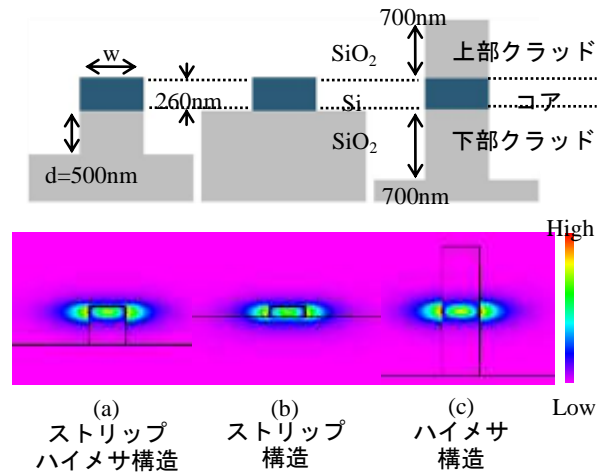 700nm
w
SiO2
上部クラッド
260nm
Si
コア
SiO2
下部クラッド
d=500nm
700nm
High
Low
(a)
ストリップ
ハイメサ構造
(b)
ストリップ
構造
(c)
ハイメサ
構造